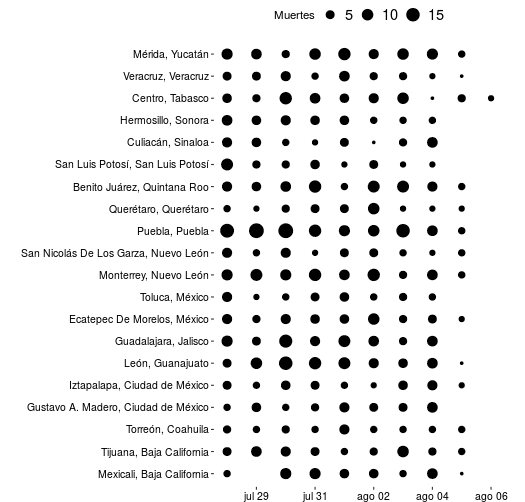 Muertes 5 10 15
Mérida, Yucatán
Veracruz, Veracruz
Centro, Tabasco
Hermosillo, Sonora
Culiacán, Sinaloa
San Luis Potosí, San Luis Potosí
Benito Juárez, Quintana Roo
Querétaro, Querétaro
Puebla, Puebla
San Nicolás De Los Garza, Nuevo León
Monterrey, Nuevo León
Toluca, México
Ecatepec De Morelos, México
Guadalajara, Jalisco
León, Guanajuato
Iztapalapa, Ciudad de México
Gustavo A. Madero, Ciudad de México
Torreón, Coahuila
Tijuana, Baja California
Mexicali, Baja California
jul 29 jul 31 ago 02 ago 04 ago 06